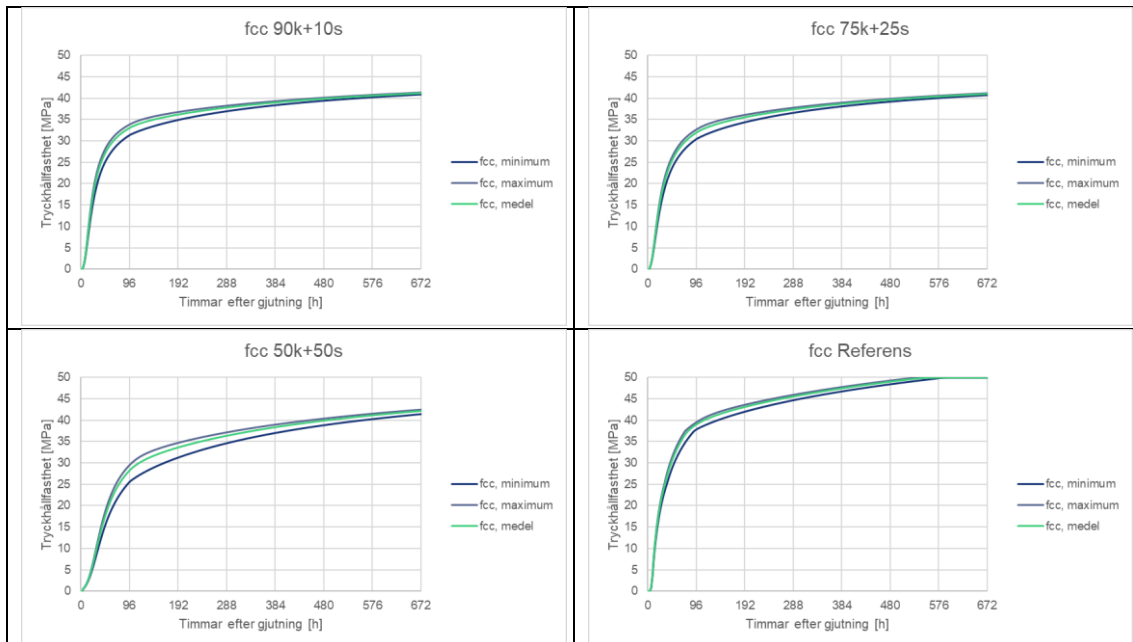 fcc 90k+10s
50
45
40
35
30
25
20
15
10
5
0
Tryckhållfasthet [MPa]
0 96 192 288 384 480 576 672
Timmar efter gjutning [h]
fcc, minimum
fcc, maximum
fcc, medel
fcc 75k+25s
50
45
40
35
30
25
20
15
10
5
0
Tryckhållfasthet [MPa]
0 96 192 288 384 480 576 672
Timmar efter gjutning [h]
fcc, minimum
fcc, maximum
fcc, medel
fcc 50k+50s
50
45
40
35
30
25
20
15
10
5
0
Tryckhållfasthet [MPa]
0 96 192 288 384 480 576 672
Timmar efter gjutning [h]
fcc, minimum
fcc, maximum
fcc, medel
fcc Referens
50
45
40
35
30
25
20
15
10
5
0
Tryckhållfasthet [MPa]
0 96 192 288 384 480 576 672
Timmar efter gjutning [h]
fcc, minimum
fcc, maximum
fcc, medel